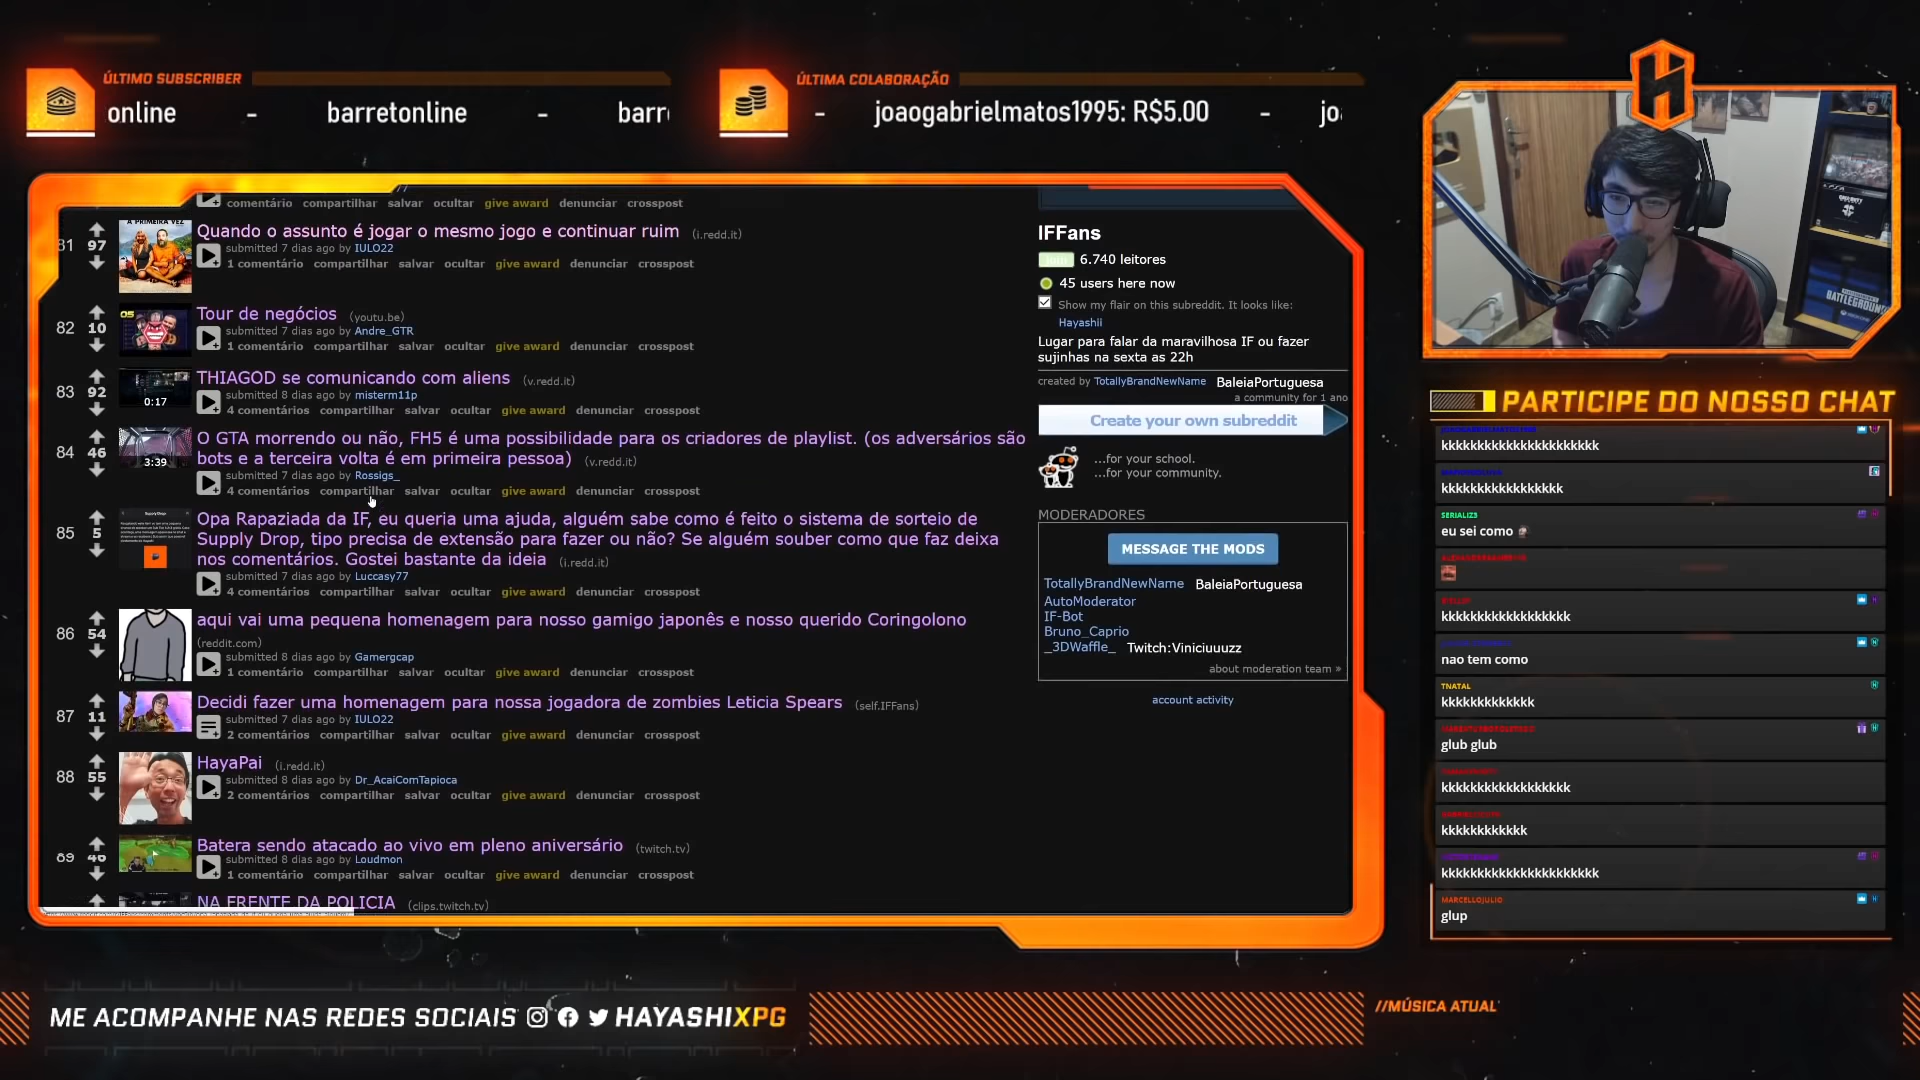 ÚLTIMO SUBSCRIBER
online - barretonline - barr
ÚLTIMA COLABORAÇÃO
- joaogabrielmatos1995: R$5.00 - jo
comentário compartilhar salvar ocultar give award denunciar crosspost
A PRIMEIRA VEZ
81 97 Quando o assunto é jogar o mesmo jogo e continuar ruim (i.redd.it)
submitted 7 dias ago by IULO22
1 comentário compartilhar salvar ocultar give award denunciar crosspost
82 10 Tour de negócios (youtu.be)
submitted 7 dias ago by Andre_GTR
1 comentário compartilhar salvar ocultar give award denunciar crosspost
83 92 THIAGOD se comunicando com aliens (v.redd.it)
0:17
submitted 8 dias ago by misterm11p
4 comentários compartilhar salvar ocultar give award denunciar crosspost
84 46 O GTA morrendo ou não, FH5 é uma possibilidade para os criadores de playlist. (os adversários são
bots e a terceira volta é em primeira pessoa) (v.redd.it)
3:39
submitted 7 dias ago by Rossigs_
4 comentários compartilhar salvar ocultar give award denunciar crosspost
85 5 Opa Rapaziada da IF, eu queria uma ajuda, alguém sabe como é feito o sistema de sorteio de
Supply Drop, tipo precisa de extensão para fazer ou não? Se alguém souber como que faz deixa
nos comentários. Gostei bastante da ideia (i.redd.it)
submitted 7 dias ago by Luccasy77
4 comentários compartilhar salvar ocultar give award denunciar crosspost
86 54 aqui vai uma pequena homenagem para nosso gamigo japonês e nosso querido Coringolono
(reddit.com)
submitted 8 dias ago by Gamergcap
1 comentário compartilhar salvar ocultar give award denunciar crosspost
87 11 Decidi fazer uma homenagem para nossa jogadora de zombies Leticia Spears (self.IFFans)
submitted 7 dias ago by IULO22
2 comentários compartilhar salvar ocultar give award denunciar crosspost
88 55 HayaPai (i.redd.it)
submitted 8 dias ago by Dr_AcaiComTapioca
2 comentários compartilhar salvar ocultar give award denunciar crosspost
89 46 Batera sendo atacado ao vivo em pleno aniversário (twitch.tv)
submitted 8 dias ago by Loudmon
1 comentário compartilhar salvar ocultar give award denunciar crosspost
NA FRENTE DA POLICIA (clips.twitch.tv)
IFFans
6.740 leitores
45 users here now
Show my flair on this subreddit. It looks like:
Hayashii
Lugar para falar da maravilhosa IF ou fazer
sujinhas na sexta as 22h
created by TotallyBrandNewName BaleiaPortuguesa
a community for 1 ano
Create your own subreddit
...for your school.
...for your community.
MODERADORES
MESSAGE THE MODS
TotallyBrandNewName BaleiaPortuguesa
AutoModerator
IF-Bot
Bruno_Caprio
_3DWaffle_ Twitch:Viniciuuuzz
about moderation team »
account activity
H
BATTLEGROUNDS
PARTICIPE DO NOSSO CHAT
kkkkkkkkkkkkkkkkkkkkkk
kkkkkkkkkkkkkkkkk
SERIALIZ3
eu sei como
kkkkkkkkkkkkkkkkkk
nao tem como
TNATAL
kkkkkkkkkkkkk
glub glub
kkkkkkkkkkkkkkkkkk
kkkkkkkkkkkk
kkkkkkkkkkkkkkkkkkkkkk
MARCELLOJULIO
glup
ME ACOMPANHE NAS REDES SOCIAIS HAYASHIXPG
//MÚSICA ATUAL